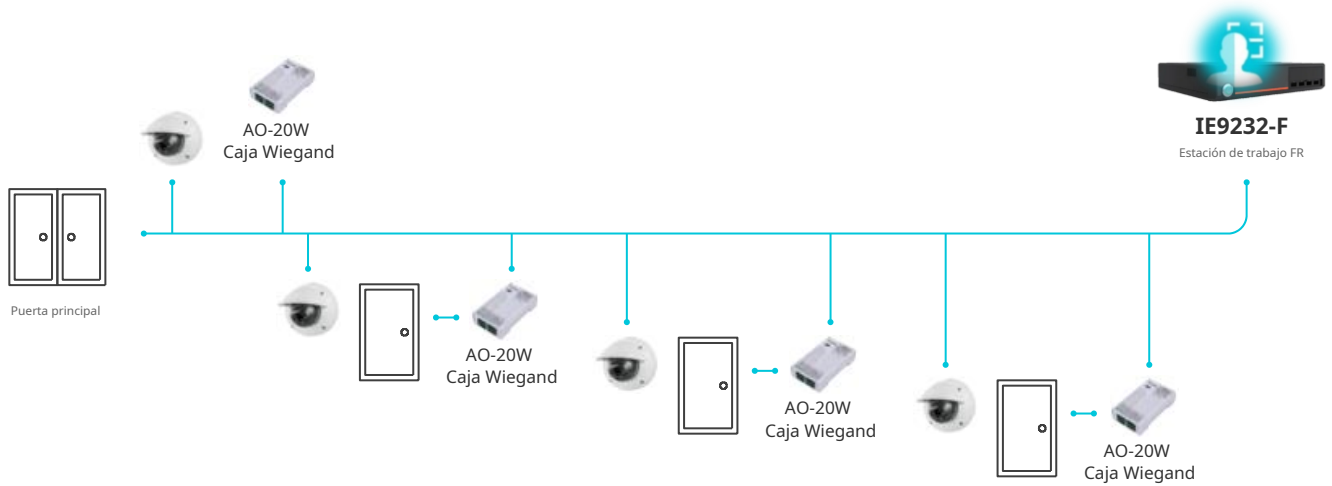 AO-20W
Caja Wiegand
IE9232-F
Estación de trabajo FR
Puerta principal
AO-20W
Caja Wiegand
AO-20W
Caja Wiegand
AO-20W
Caja Wiegand